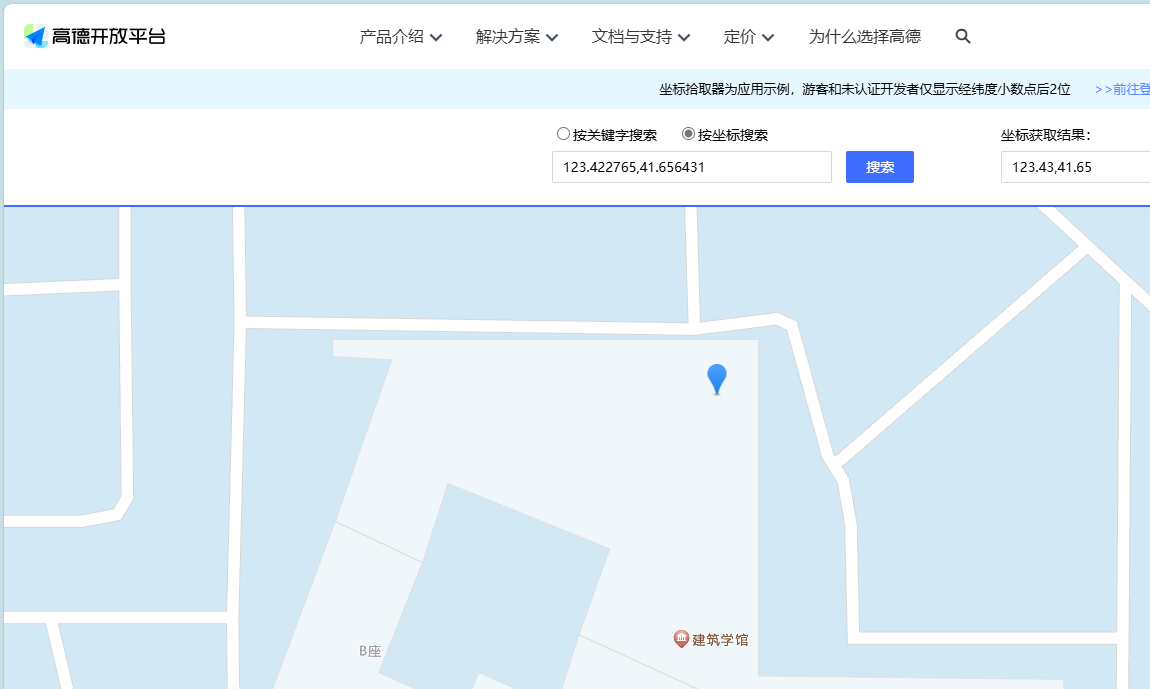 高德开放平台
产品介绍 解决方案 文档与支持 定价 为什么选择高德
坐标拾取器为应用示例，游客和未认证开发者仅显示经纬度小数点后2位 >>前往登
按关键字搜索 按坐标搜索 坐标获取结果：
123.422765,41.656431 搜索 123.43,41.65
建筑学馆
B座